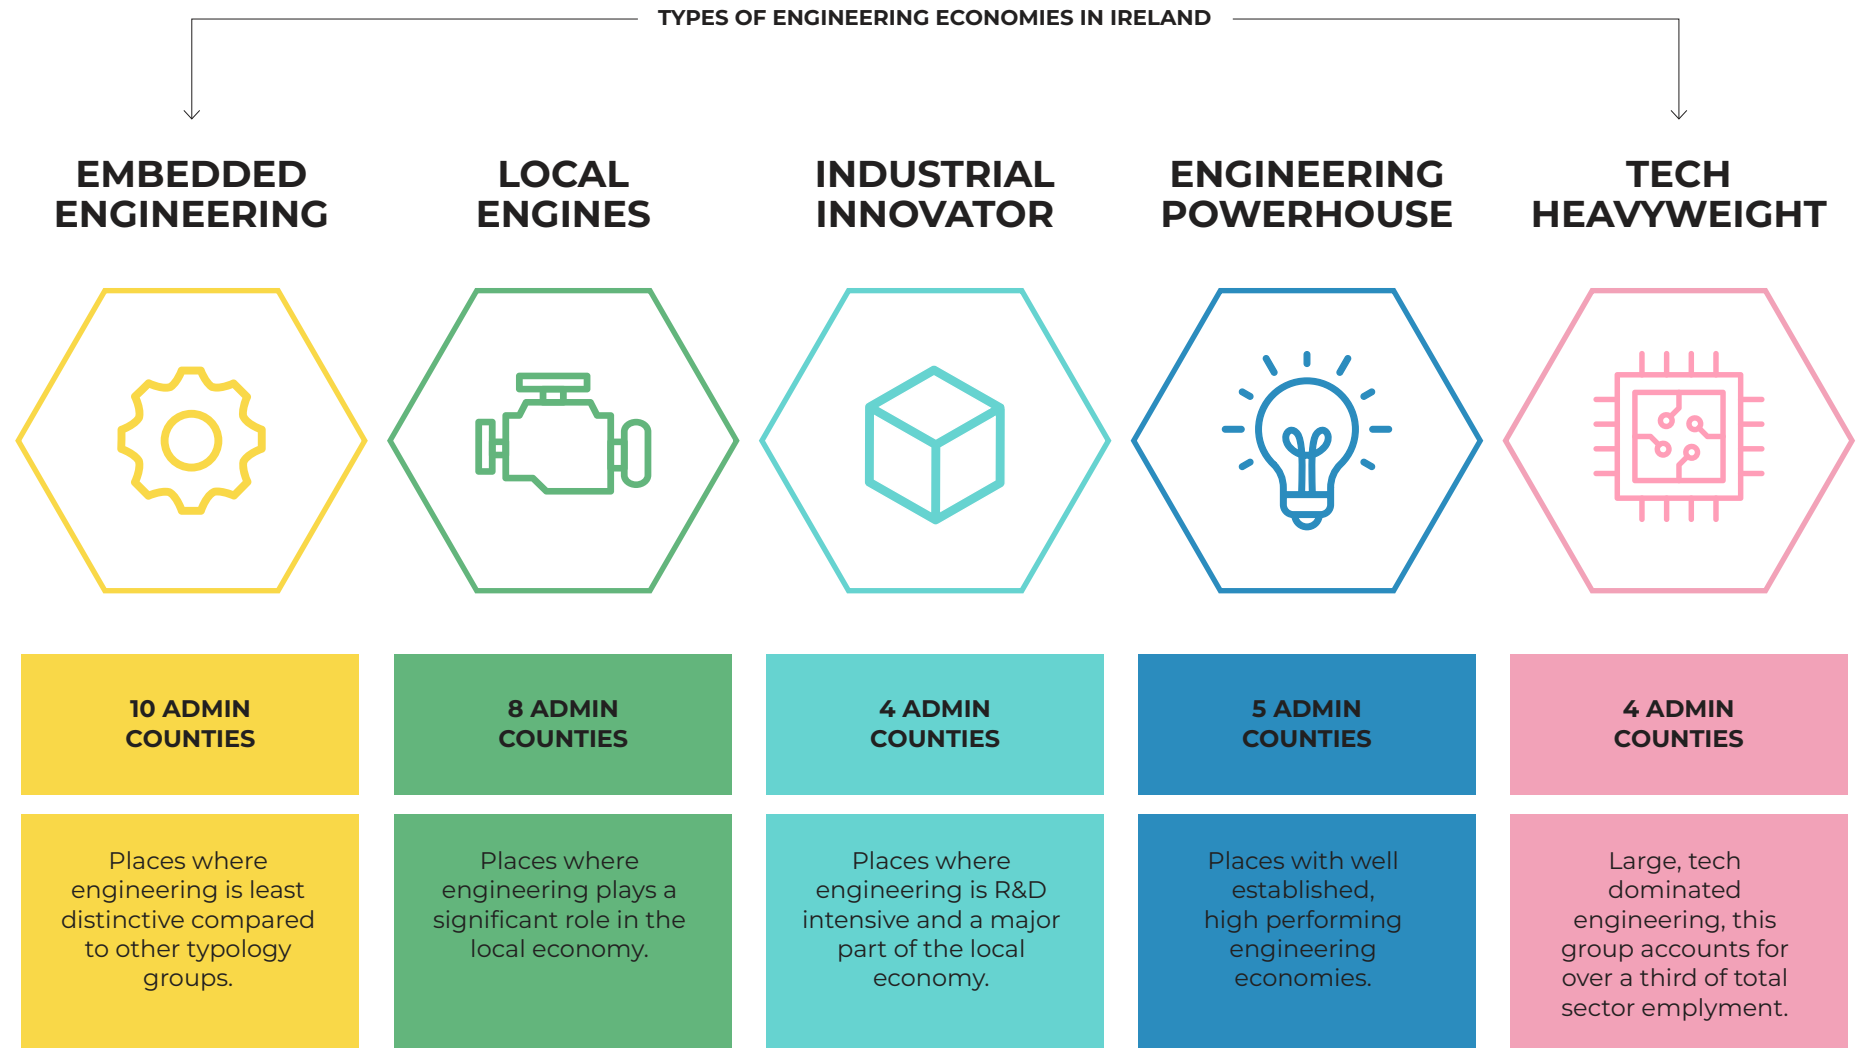 TYPES OF ENGINEERING ECONOMIES IN IRELAND
EMBEDDED
ENGINEERING
LOCAL
ENGINES
INDUSTRIAL
INNOVATOR
ENGINEERING
POWERHOUSE
TECH
HEAVYWEIGHT
10 ADMIN
COUNTIES
8 ADMIN
COUNTIES
4 ADMIN
COUNTIES
5 ADMIN
COUNTIES
4 ADMIN
COUNTIES
Places where
engineering is least
distinctive compared
to other typology
groups.
Places where
engineering plays a
significant role in the
local economy.
Places where
engineering is R&D
intensive and a major
part of the local
economy.
Places with well
established,
high performing
engineering
economies.
Large, tech
dominated
engineering, this
group accounts for
over a third of total
sector emplyment.